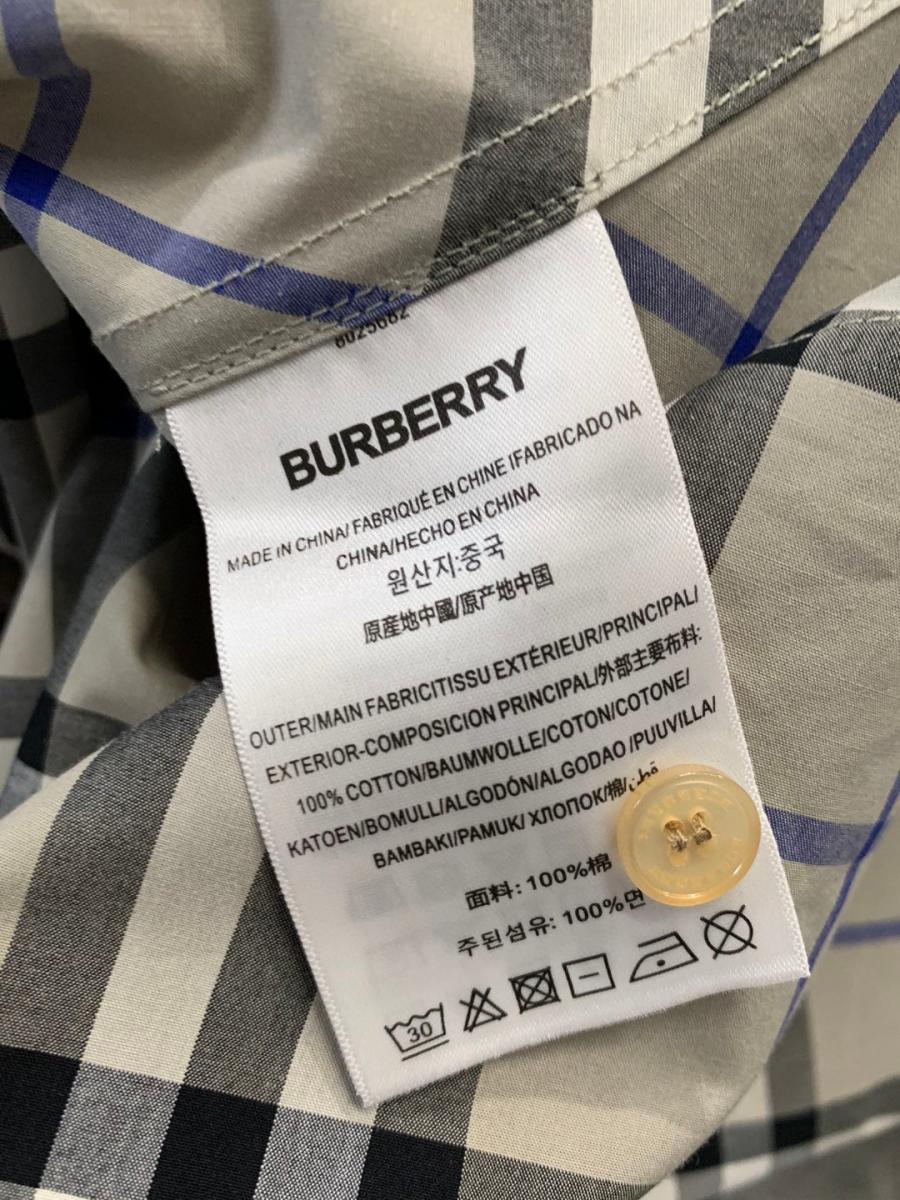 8025682
BURBERRY
MADE IN CHINA/ FABRIQUÉ EN CHINE IFABRICADO NA
CHINA/HECHO EN CHINA
원산지:중국
原產地中國/原产地中国
OUTER/MAIN FABRICITISSU EXTÉRIEUR/PRINCIPAL/
EXTERIOR-COMPOSICION PRINCIPAL/外部主要布料:
100% COTTON/BAUMWOLLE/COTON/COTONE/
KATOEN/BOMULL/ALGODÓN/ALGODAO /PUUVILLA/
BAMBAKI/PAMUK/ ХЛОПОК/棉/
面料: 100%棉
주된섬유: 100%면
30